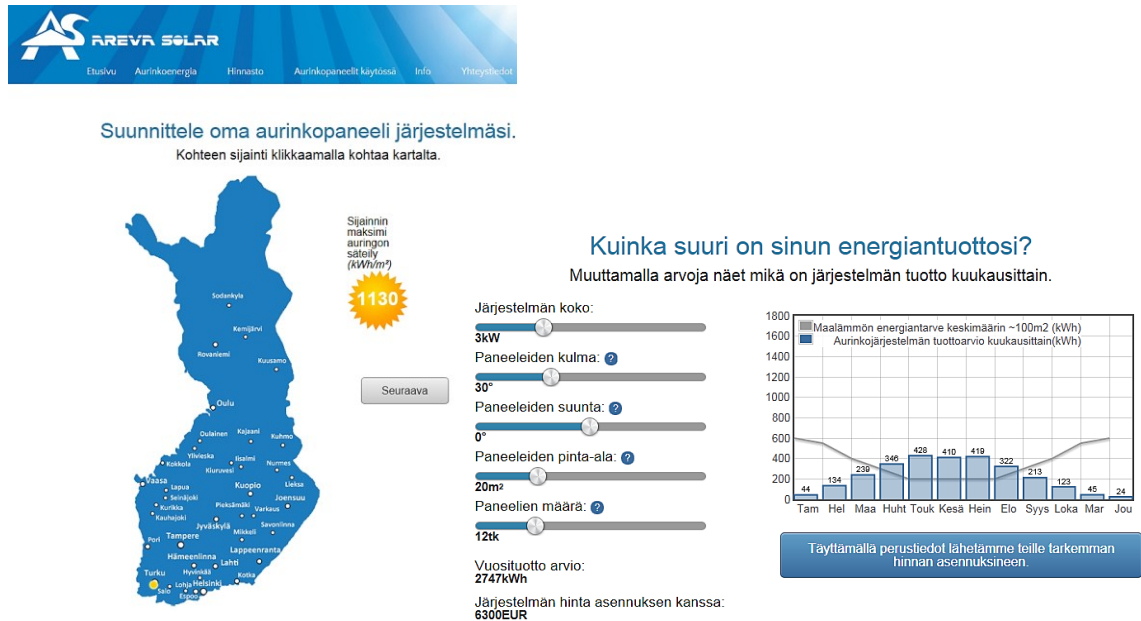 AS AREVA SOLAR
Etusivu Aurinkoenergia Hinnasto Aurinkopaneelit käytössä Info Yhteystiedot
Suunnittele oma aurinkopaneeli järjestelmäsi.
Kohteen sijainti klikkaamalla kohtaa kartalta.
Sijainnin
maksimi
auringon
säteily
(kWh/m²)
1130
Seuraava
Sodankylä
Kemijärvi
Rovaniemi
Kuusamo
Oulu
Oulainen
Kajaani
Kuhmo
Ylivieska
Kokkola
Iisalmi
Kiuruvesi
Nurmes
Vaasa
Lapua
Kuopio
Lieksa
Seinäjoki
Joensuu
Kurikka
Pieksämäki
Varkaus
Kauhajoki
Jyväskylä
Savonlinna
Mikkeli
Pori
Tampere
Lappeenranta
Hämeenlinna
Lahti
Turku
Hyvinkää
Kotka
Lohja
Helsinki
Salo
Espoo
Kuinka suuri on sinun energiantuottosi?
Muuttamalla arvoja näet mikä on järjestelmän tuotto kuukausittain.
Järjestelmän koko:
3kW
Paneeleiden kulma: ?
30°
Paneeleiden suunta: ?
0°
Paneeleiden pinta-ala: ?
20m²
Paneelien määrä: ?
12tk
Vuosituotto arvio:
2747kWh
Järjestelmän hinta asennuksen kanssa:
6300EUR
Maalämmön energiantarve keskimäärin ~100m2 (kWh)
Aurinkojärjestelmän tuottoarvio kuukausittain(kWh)
1800
1600
1400
1200
1000
800
600
400
200
0
44 134 239 346 428 410 419 322 213 123 45 24
Tam Hel Maa Huht Touk Kesä Hein Elo Syys Loka Mar Jou
Täyttämällä perustiedot lähetämme teille tarkemman
hinnan asennuksineen.